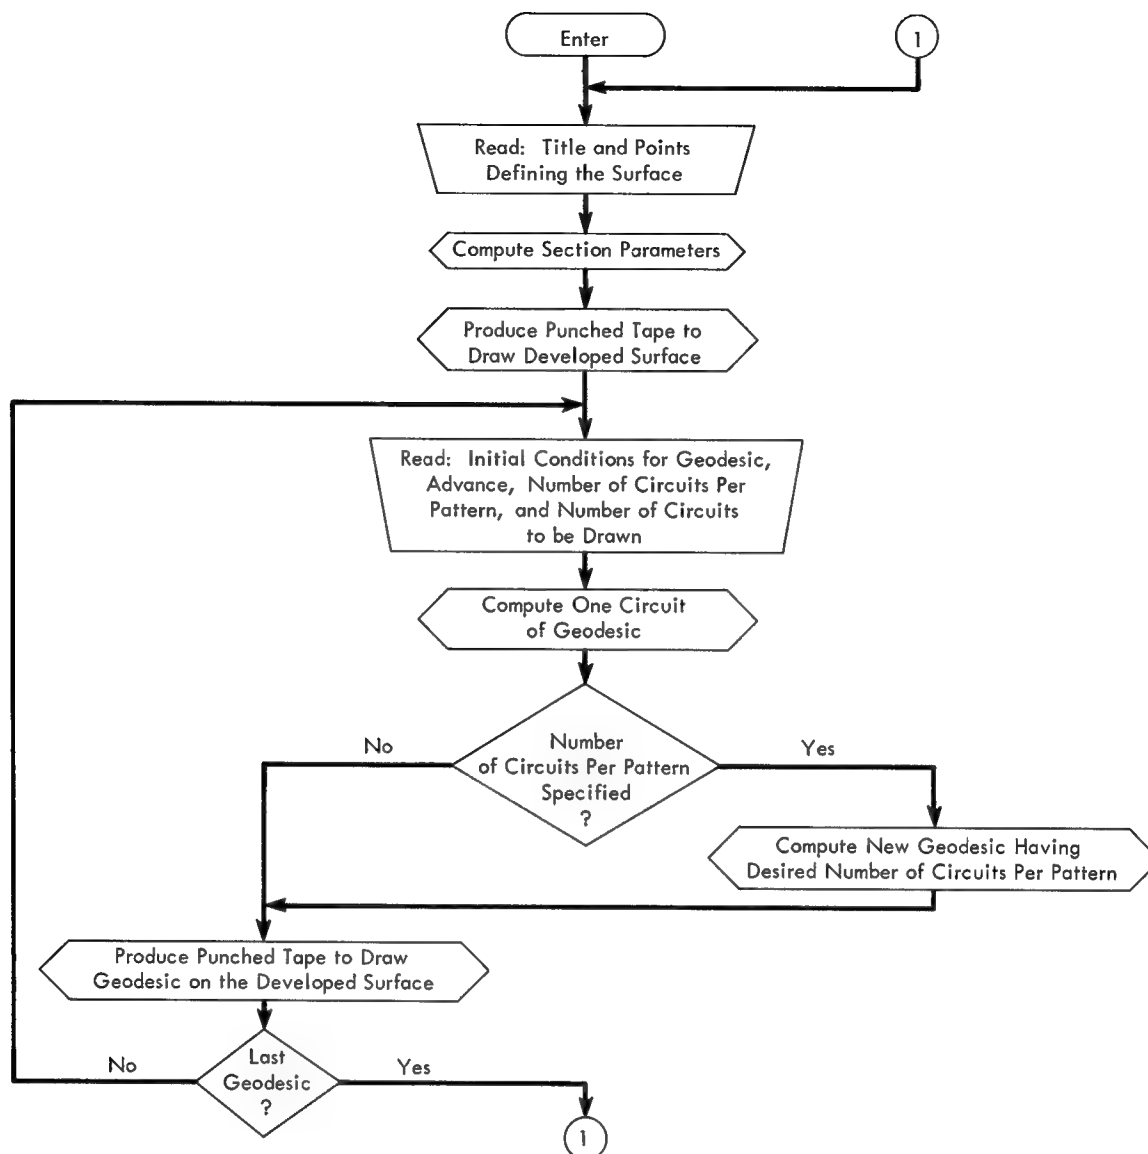 Enter
1
Read: Title and Points
Defining the Surface
Compute Section Parameters
Produce Punched Tape to
Draw Developed Surface
Read: Initial Conditions for Geodesic,
Advance, Number of Circuits Per
Pattern, and Number of Circuits
to be Drawn
Compute One Circuit
of Geodesic
No
Number
of Circuits Per Pattern
Specified
?
Yes
Compute New Geodesic Having
Desired Number of Circuits Per Pattern
Produce Punched Tape to Draw
Geodesic on the Developed Surface
No
Last
Geodesic
?
Yes
1